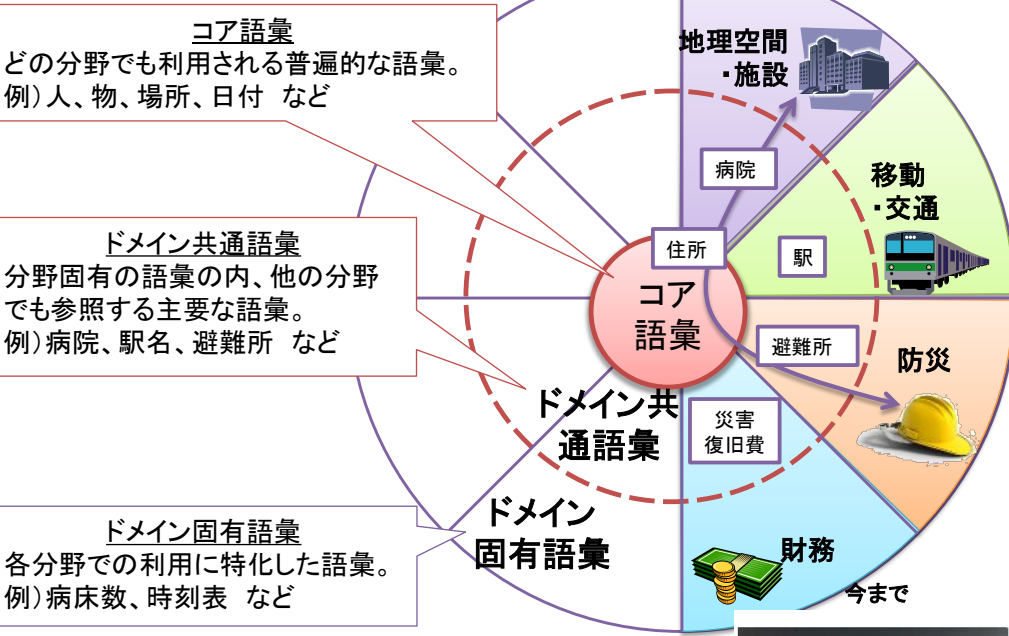 コア語彙
どの分野でも利用される普遍的な語彙。
例)人、物、場所、日付 など
ドメイン共通語彙
分野固有の語彙の内、他の分野
でも参照する主要な語彙。
例)病院、駅名、避難所 など
ドメイン固有語彙
各分野での利用に特化した語彙。
例)病床数、時刻表 など
地理空間
・施設
病院
移動
・交通
住所
駅
コア
語彙
避難所
防災
ドメイン共
通語彙
災害
復旧費
ドメイン
固有語彙
財務
今まで